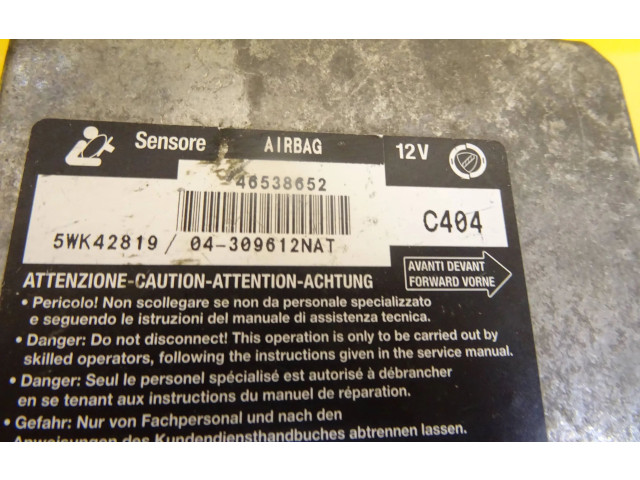 Sensore AIRBAG 12V
46538652
C404
5WK42819 / 04-309612NAT
ATTENZIONE-CAUTION-ATTENTION-ACHTUNG
AVANTI DEVANT
FORWARD VORNE
• Pericolo! Non scollegare se non da personale specializzato
e seguendo le istruzioni del manuale di assistenza tecnica.
• Danger: Do not disconnect! This operation is only to be carried out by
skilled operators, following the instructions given in the service manual.
• Danger: Seul le personel spécialisé est autorisé à débrancher
en se tenant aux instructions du manuel de réparation.
• Gefahr: Nur von Fachpersonal und nach den
Anweisungen des Kundendiensthandbuches abtrennen lassen.